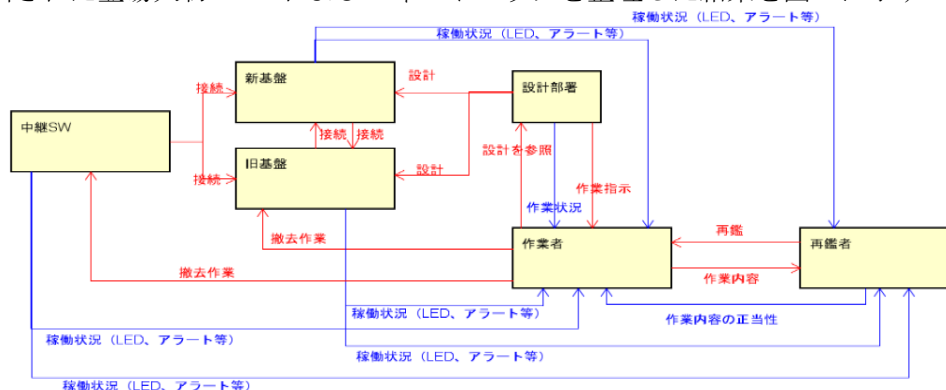 稼働状況（LED、アラート等）
稼働状況（LED、アラート等）
新基盤
設計
設計部署
接続
中継SW
接続
接続
設計を参照
旧基盤
設計
接続
作業指示
作業状況
撤去作業
作業者
再鑑
再鑑者
撤去作業
作業内容
稼働状況（LED、アラート等）
作業内容の正当性
稼働状況（LED、アラート等）
稼働状況（LED、アラート等）
稼働状況（LED、アラート等）